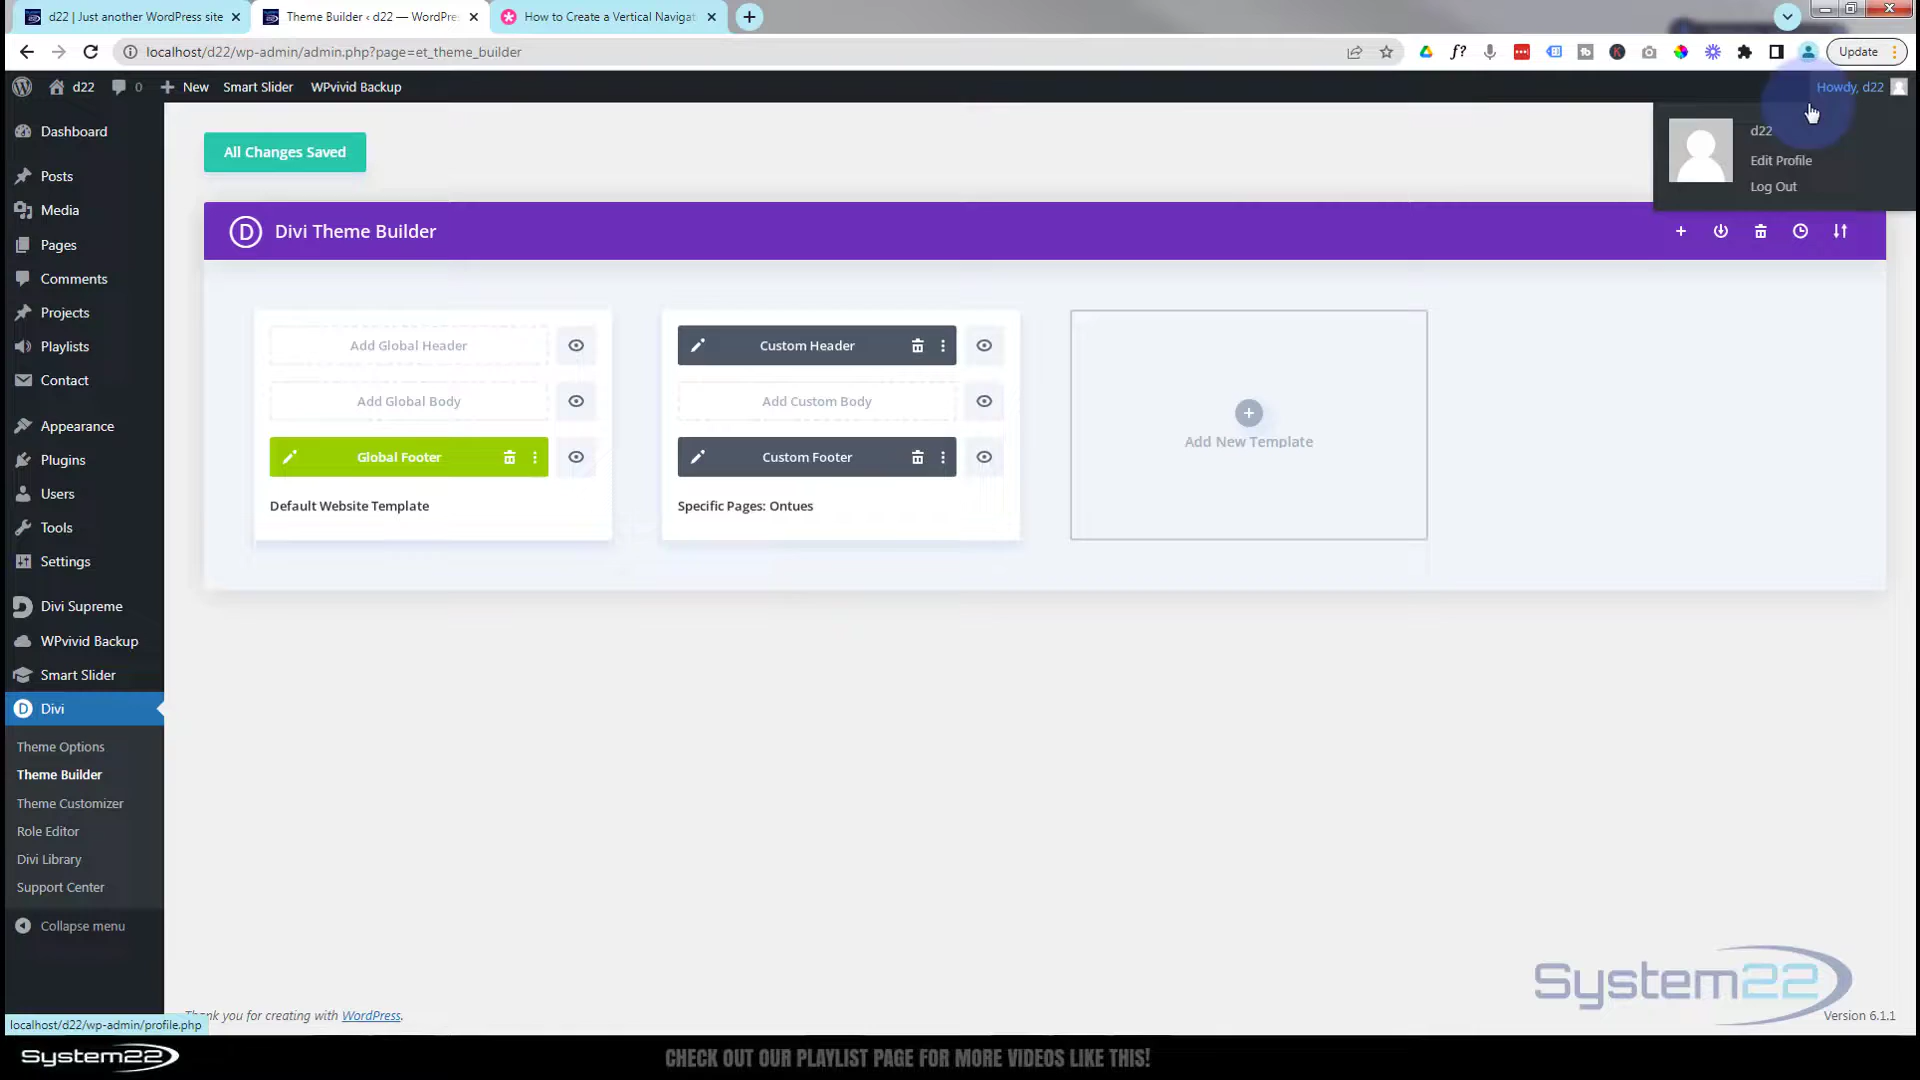 d22 | Just another WordPress site
Theme Builder ‹ d22 — WordPre
How to Create a Vertical Navigat
localhost/d22/wp-admin/admin.php?page=et_theme_builder
f?
Update
d22
0
New
Smart Slider
WPvivid Backup
Howdy, d22
d22
Edit Profile
Log Out
Dashboard
Posts
Media
Pages
Comments
Projects
Playlists
Contact
Appearance
Plugins
Users
Tools
Settings
Divi Supreme
WPvivid Backup
Smart Slider
Divi
Theme Options
Theme Builder
Theme Customizer
Role Editor
Divi Library
Support Center
Collapse menu
All Changes Saved
D Divi Theme Builder
Add Global Header
Add Global Body
Global Footer
Default Website Template
Custom Header
Add Custom Body
Custom Footer
Specific Pages: Ontues
Add New Template
System22
Thank you for creating with WordPress.
Version 6.1.1
localhost/d22/wp-admin/profile.php
System22
CHECK OUT OUR PLAYLIST PAGE FOR MORE VIDEOS LIKE THIS!